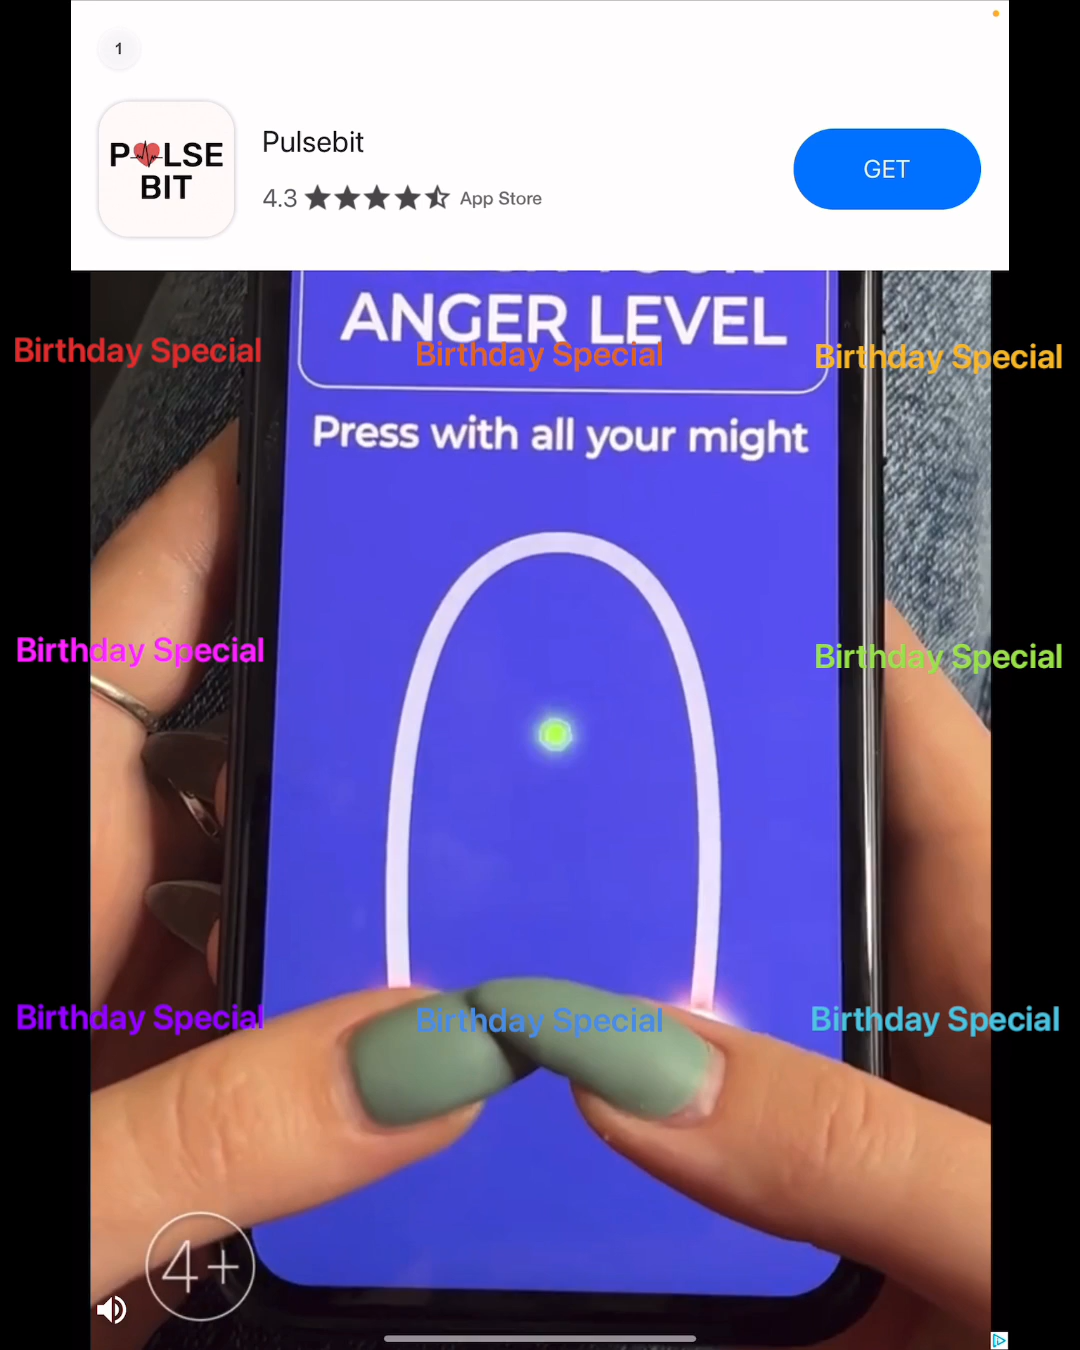 1
P LSE
BIT
Pulsebit
4.3
App Store
GET
ANGER LEVEL
Birthday Special
Birthday Special
Birthday Special
Press with all your might
Birthday Special
Birthday Special
Birthday Special
Birthday Special
Birthday Special
4+